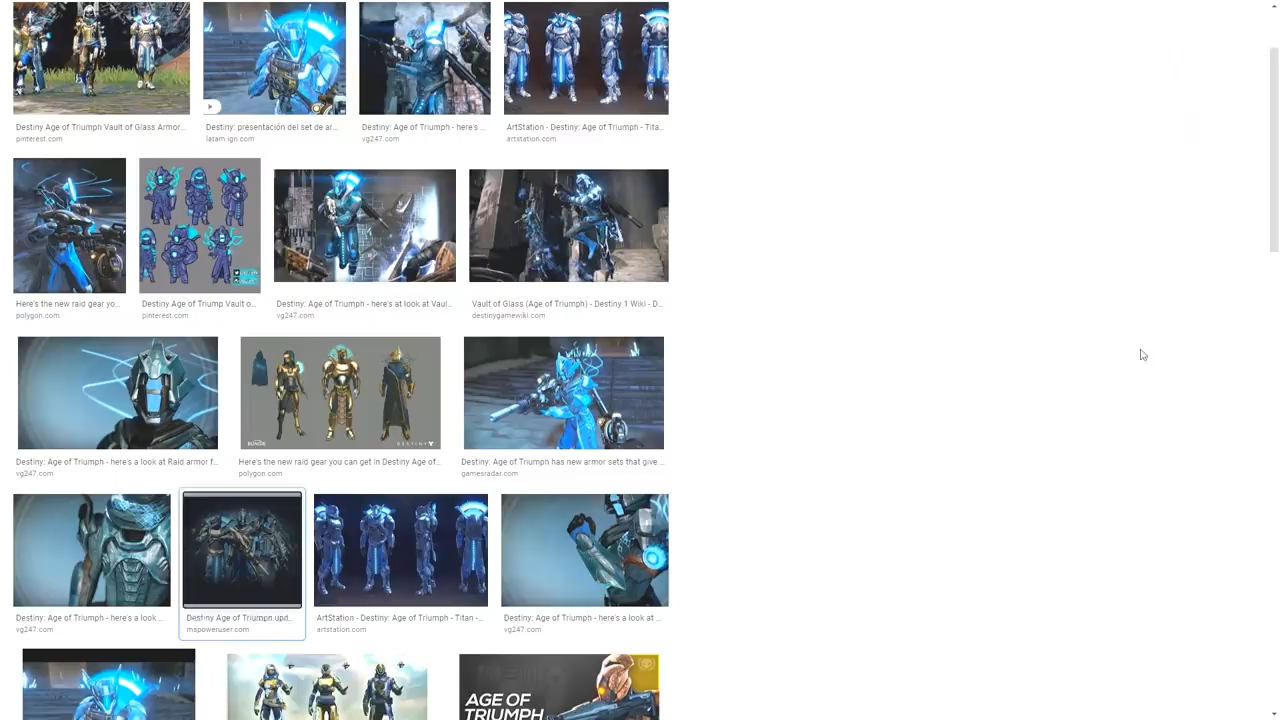 Destiny Age of Triumph Vault of Glass Armor...
pinterest.com
Destiny: presentación del set de ar...
latam.ign.com
Destiny: Age of Triumph - here's ...
vg247.com
ArtStation - Destiny: Age of Triumph - Tita...
artstation.com
Here's the new raid gear yo...
polygon.com
Destiny Age of Triump Vault o...
pinterest.com
Destiny: Age of Triumph - here's at look at Vaul...
vg247.com
Vault of Glass (Age of Triumph) - Destiny 1 Wiki - D...
destinygamewiki.com
Destiny: Age of Triumph - here's a look at Raid armor f...
vg247.com
BUNGIE
DESTINY
Here's the new raid gear you can get in Destiny Age of...
polygon.com
Destiny: Age of Triumph has new armor sets that give ...
gamesradar.com
Destiny: Age of Triumph - here's a look ...
vg247.com
Destiny Age of Triumph upd...
mspoweruser.com
ArtStation - Destiny: Age of Triumph - Titan -...
artstation.com
Destiny: Age of Triumph - here's a look at ...
vg247.com
AGE OF
TRIUMPH